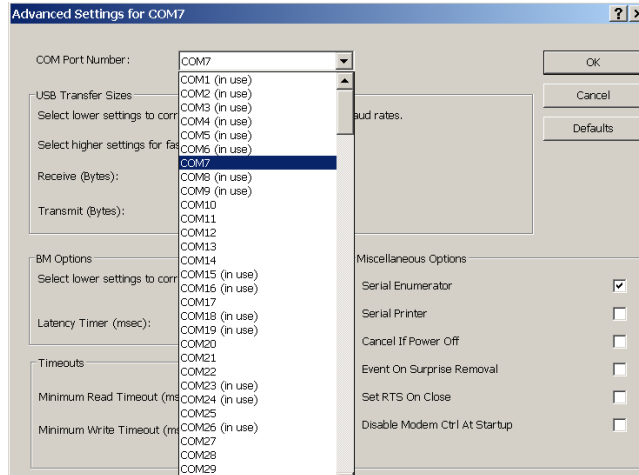 Advanced Settings for COM7
COM Port Number:
COM7
OK
Cancel
Defaults
COM1 (in use)
COM2 (in use)
COM3 (in use)
COM4 (in use)
COM5 (in use)
COM6 (in use)
COM7
COM8 (in use)
COM9 (in use)
COM10
COM11
COM12
COM13
COM14
COM15 (in use)
COM16 (in use)
COM17
COM18 (in use)
COM19 (in use)
COM20
COM21
COM22
COM23 (in use)
COM24 (in use)
COM25
COM26 (in use)
COM27
COM28
COM29
USB Transfer Sizes
Select lower settings to corr aud rates.
Select higher settings for fas
Receive (Bytes):
Transmit (Bytes):
BM Options
Select lower settings to corr
Latency Timer (msec):
Timeouts
Minimum Read Timeout (ms
Minimum Write Timeout (ms
Miscellaneous Options
Serial Enumerator
Serial Printer
Cancel If Power Off
Event On Surprise Removal
Set RTS On Close
Disable Modem Ctrl At Startup